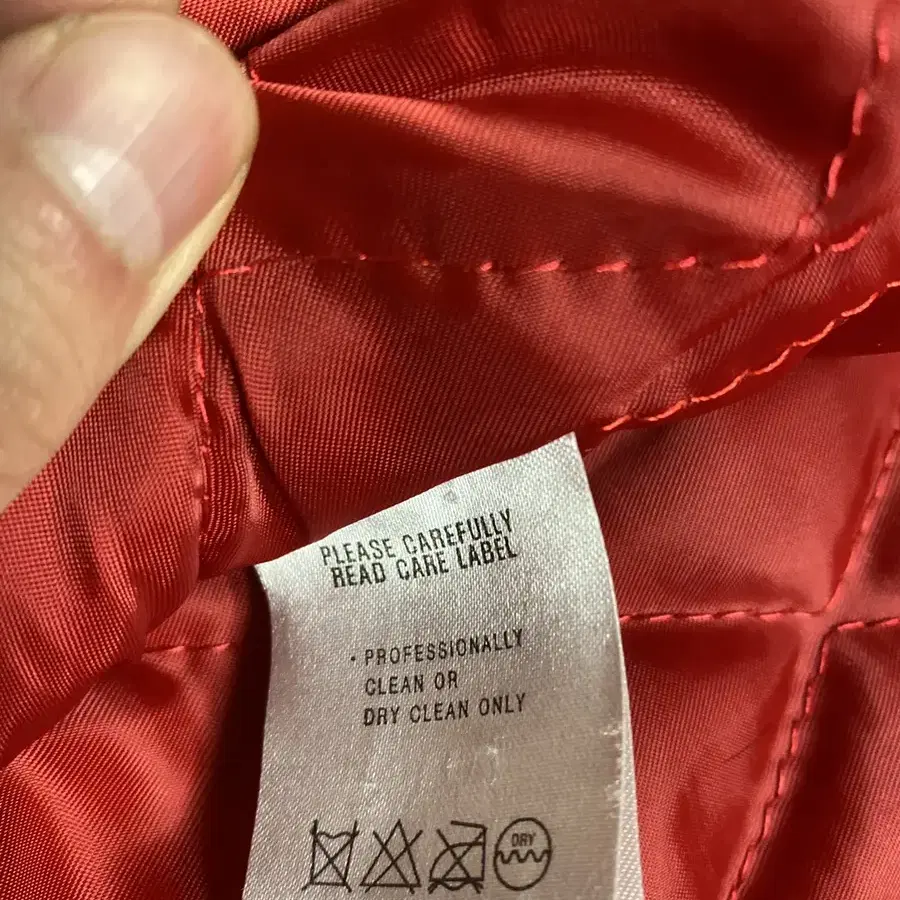 PLEASE CAREFULLY
READ CARE LABEL
· PROFESSIONALLY
CLEAN OR
DRY CLEAN ONLY
DRY